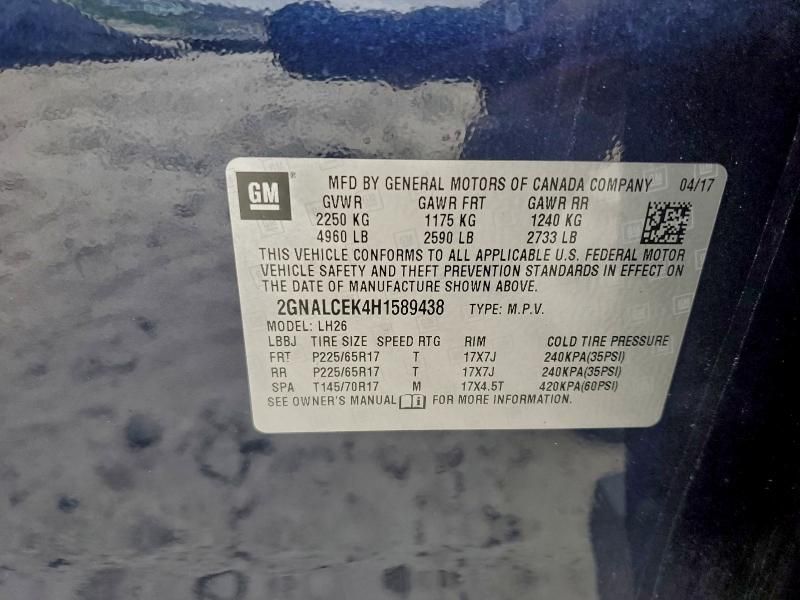 GM ® MFD BY GENERAL MOTORS OF CANADA COMPANY 04/17
GVWR GAWR FRT GAWR RR
2250 KG 1175 KG 1240 KG
4960 LB 2590 LB 2733 LB
THIS VEHICLE CONFORMS TO ALL APPLICABLE U.S. FEDERAL MOTOR
VEHICLE SAFETY AND THEFT PREVENTION STANDARDS IN EFFECT ON
THE DATE OF MANUFACTURE SHOWN ABOVE.
2GNALCEK4H1589438 TYPE: M.P.V.
MODEL: LH26
LBBJ TIRE SIZE SPEED RTG RIM COLD TIRE PRESSURE
FRT P225/65R17 T 17X7J 240KPA(35PSI)
RR P225/65R17 T 17X7J 240KPA(35PSI)
SPA T145/70R17 M 17X4.5T 420KPA(60PSI)
SEE OWNER'S MANUAL i FOR MORE INFORMATION.